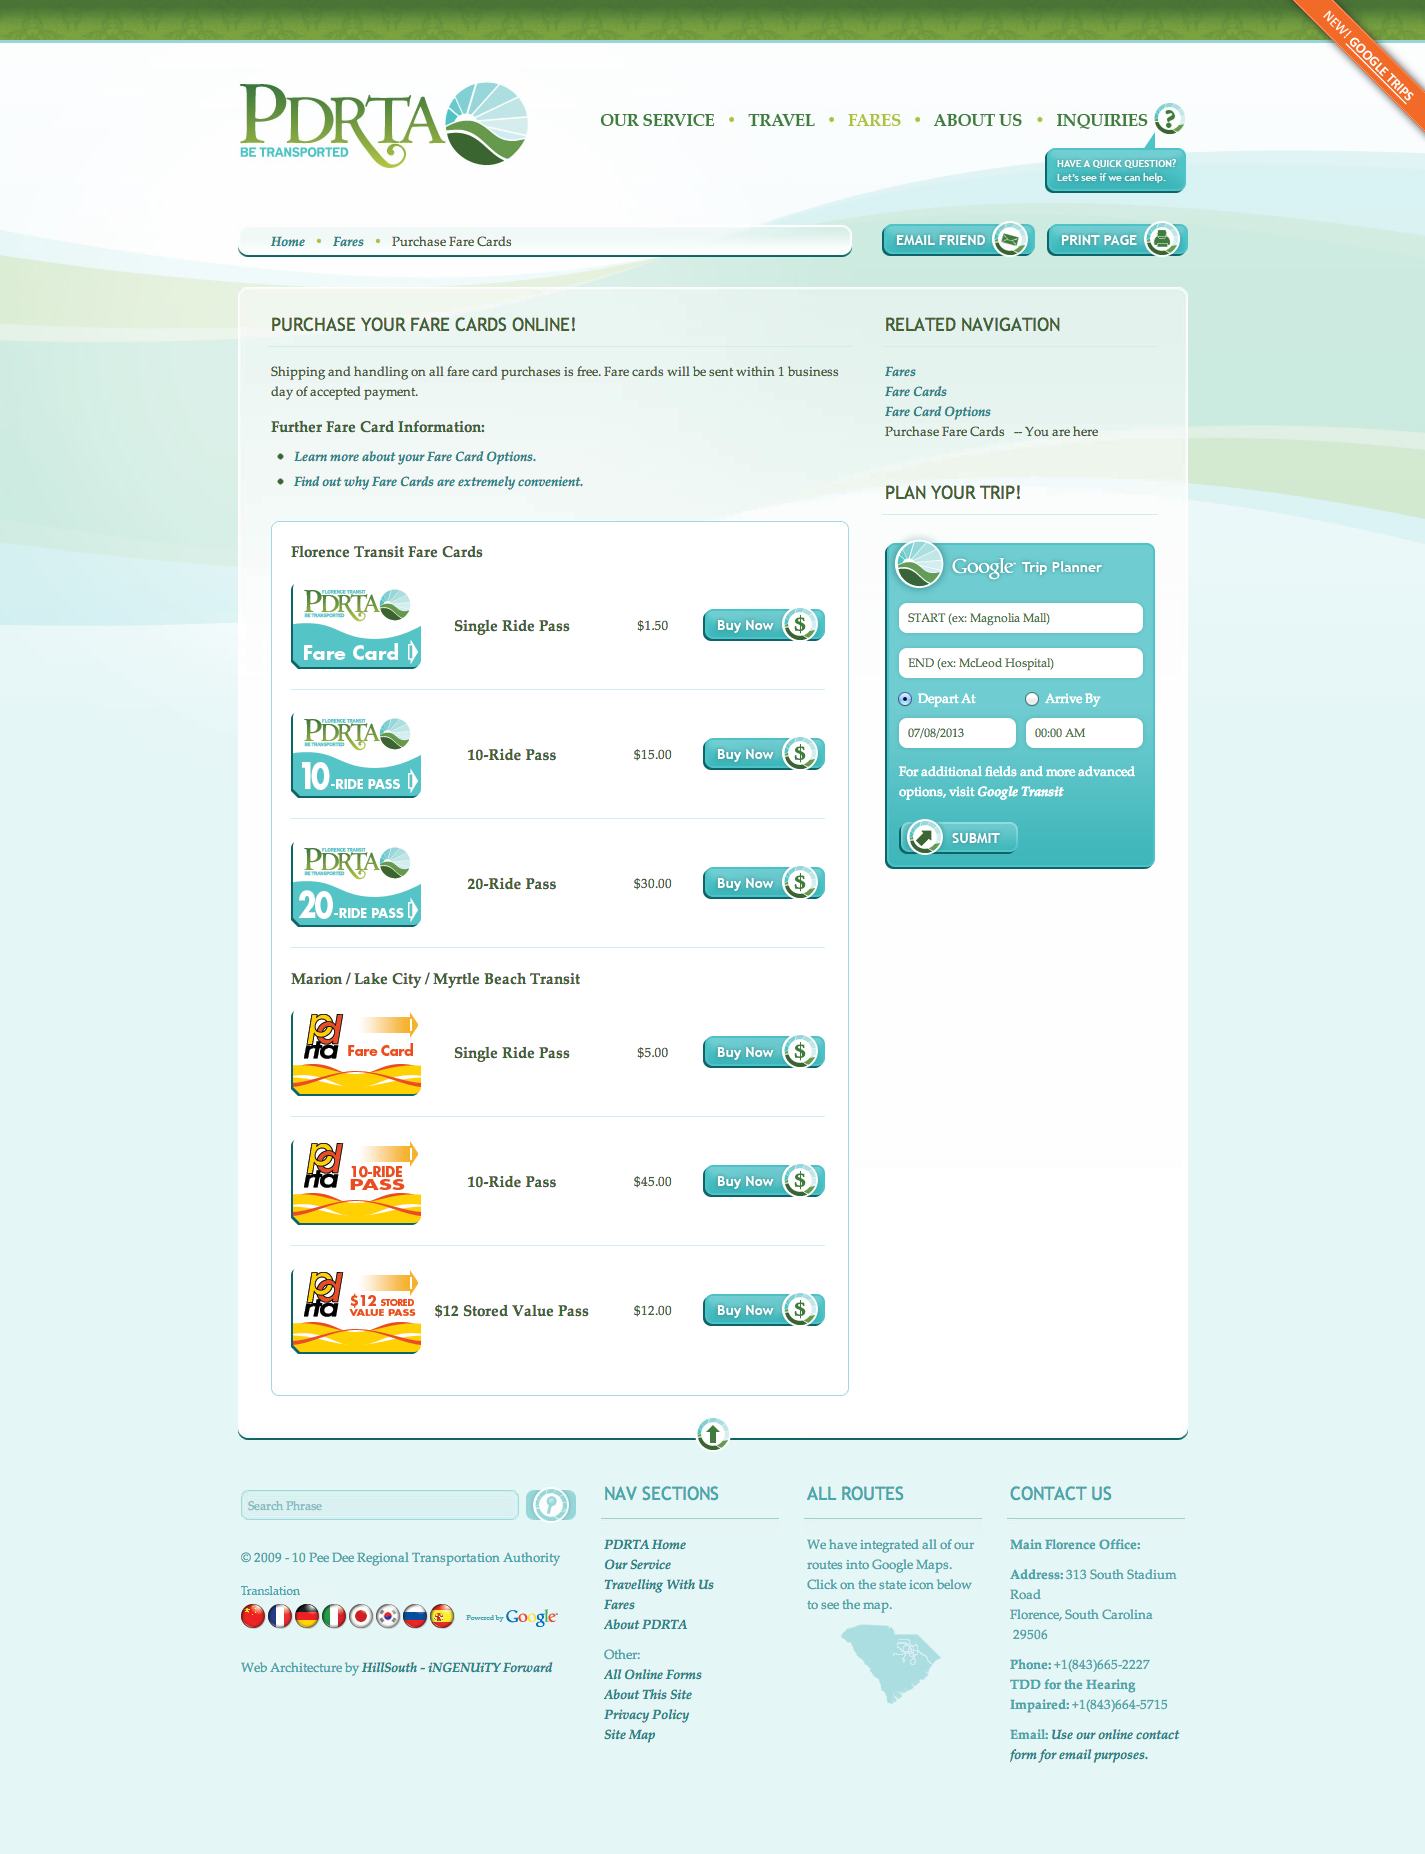 NEW! GOOGLE TRIPS
PDRTA
BE TRANSPORTED
OUR SERVICE • TRAVEL • FARES • ABOUT US • INQUIRIES ?
HAVE A QUICK QUESTION?
Let's see if we can help.
Home • Fares • Purchase Fare Cards
EMAIL FRIEND
PRINT PAGE
PURCHASE YOUR FARE CARDS ONLINE!
Shipping and handling on all fare card purchases is free. Fare cards will be sent within 1 business
day of accepted payment.
Further Fare Card Information:
• Learn more about your Fare Card Options.
• Find out why Fare Cards are extremely convenient.
Florence Transit Fare Cards
FLORENCE TRANSIT
PDRTA
BE TRANSPORTED
Fare Card
Single Ride Pass $1.50 Buy Now $
FLORENCE TRANSIT
PDRTA
BE TRANSPORTED
10-RIDE PASS
10-Ride Pass $15.00 Buy Now $
FLORENCE TRANSIT
PDRTA
BE TRANSPORTED
20-RIDE PASS
20-Ride Pass $30.00 Buy Now $
Marion / Lake City / Myrtle Beach Transit
pdrta
Fare Card
Single Ride Pass $5.00 Buy Now $
pdrta
10-RIDE
PASS
10-Ride Pass $45.00 Buy Now $
pdrta
$12 STORED
VALUE PASS
$12 Stored Value Pass $12.00 Buy Now $
RELATED NAVIGATION
Fares
Fare Cards
Fare Card Options
Purchase Fare Cards -- You are here
PLAN YOUR TRIP!
Google Trip Planner
START (ex: Magnolia Mall)
END (ex: McLeod Hospital)
Depart At Arrive By
07/08/2013 00:00 AM
For additional fields and more advanced
options, visit Google Transit
SUBMIT
Search Phrase
© 2009 - 10 Pee Dee Regional Transportation Authority
Translation
Powered by Google
Web Architecture by HillSouth - iNGENUiTY Forward
NAV SECTIONS
PDRTA Home
Our Service
Travelling With Us
Fares
About PDRTA
Other:
All Online Forms
About This Site
Privacy Policy
Site Map
ALL ROUTES
We have integrated all of our
routes into Google Maps.
Click on the state icon below
to see the map.
CONTACT US
Main Florence Office:
Address: 313 South Stadium
Road
Florence, South Carolina
29506
Phone: +1(843)665-2227
TDD for the Hearing
Impaired: +1(843)664-5715
Email: Use our online contact
form for email purposes.